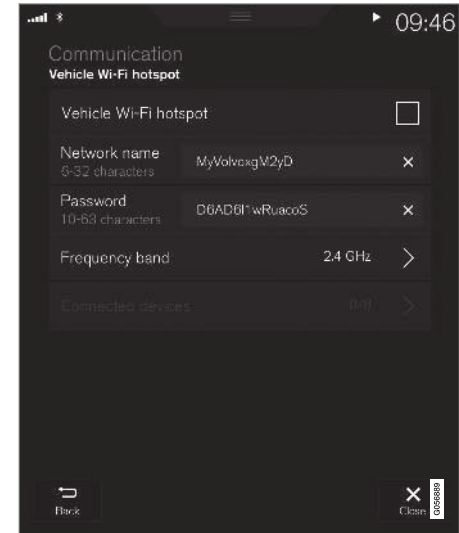 09:46
Communication
Vehicle Wi-Fi hotspot
Vehicle Wi-Fi hotspot
Network name
6-32 characters
MyVolvoxgM2yD
Password
10-63 characters
Frequency band
2.4 GHz
Connected devices
Back
Close
G056889